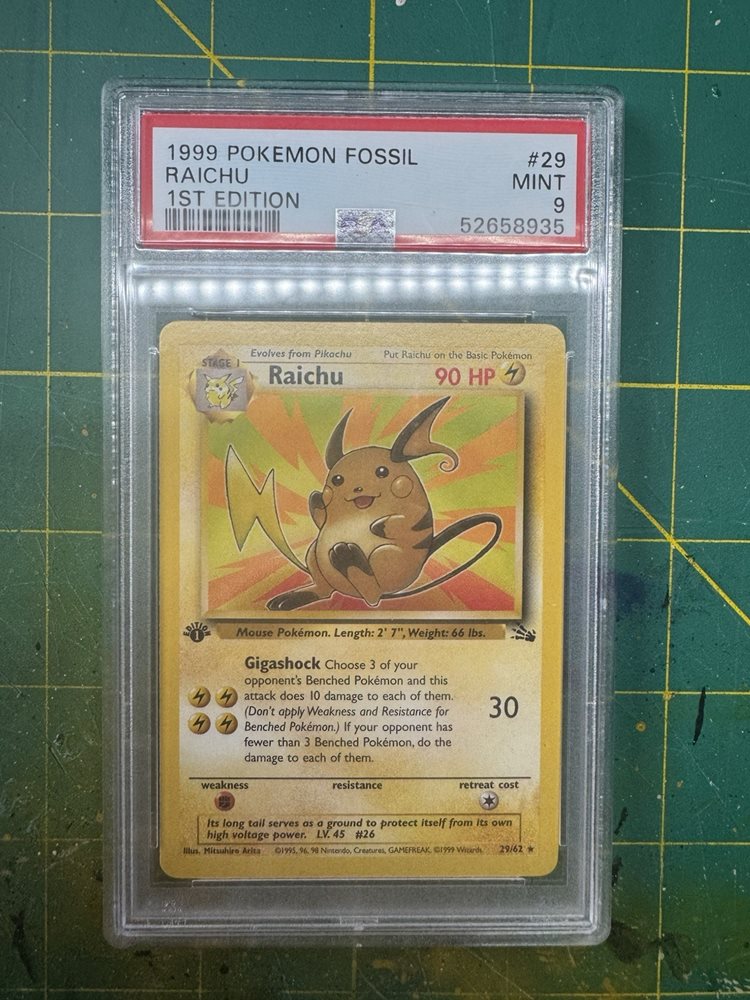 1999 POKEMON FOSSIL #29
RAICHU MINT
1ST EDITION 9
52658935
STAGE 1 Evolves from Pikachu Put Raichu on the Basic Pokémon
Raichu 90 HP
Mouse Pokémon. Length: 2' 7", Weight: 66 lbs.
EDITION 1
Gigashock Choose 3 of your
opponent's Benched Pokémon and this
attack does 10 damage to each of them.
(Don't apply Weakness and Resistance for
Benched Pokémon.) If your opponent has
fewer than 3 Benched Pokémon, do the
damage to each of them.
30
weakness resistance retreat cost
Its long tail serves as a ground to protect itself from its own
high voltage power. LV. 45 #26
Illus. Mitsuhiro Arita ©1995, 96, 98 Nintendo, Creatures, GAMEFREAK. ©1999 Wizards. 29/62 ★